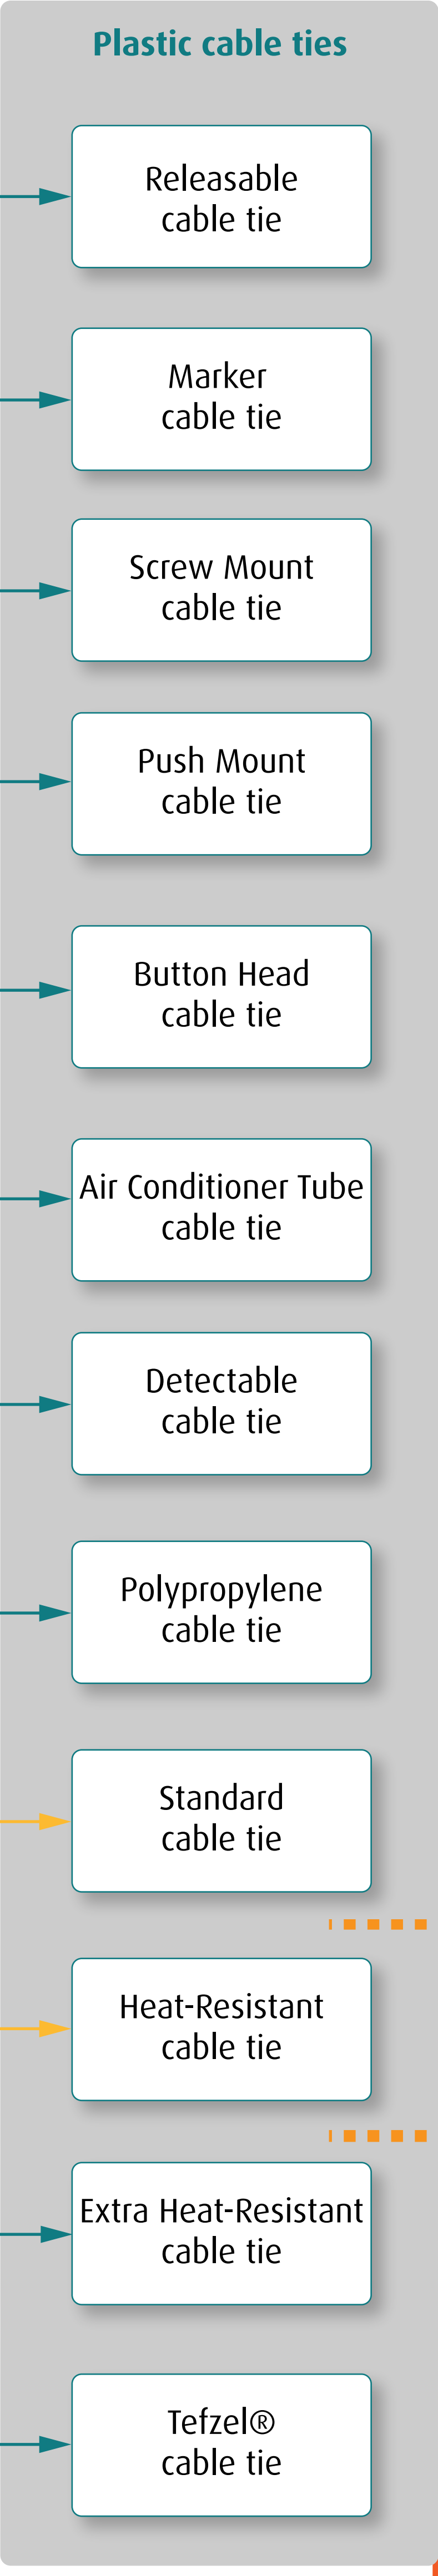 Plastic cable ties
Releasable
cable tie
Marker
cable tie
Screw Mount
cable tie
Push Mount
cable tie
Button Head
cable tie
Air Conditioner Tube
cable tie
Detectable
cable tie
Polypropylene
cable tie
Standard
cable tie
Heat-Resistant
cable tie
Extra Heat-Resistant
cable tie
Tefzel®
cable tie